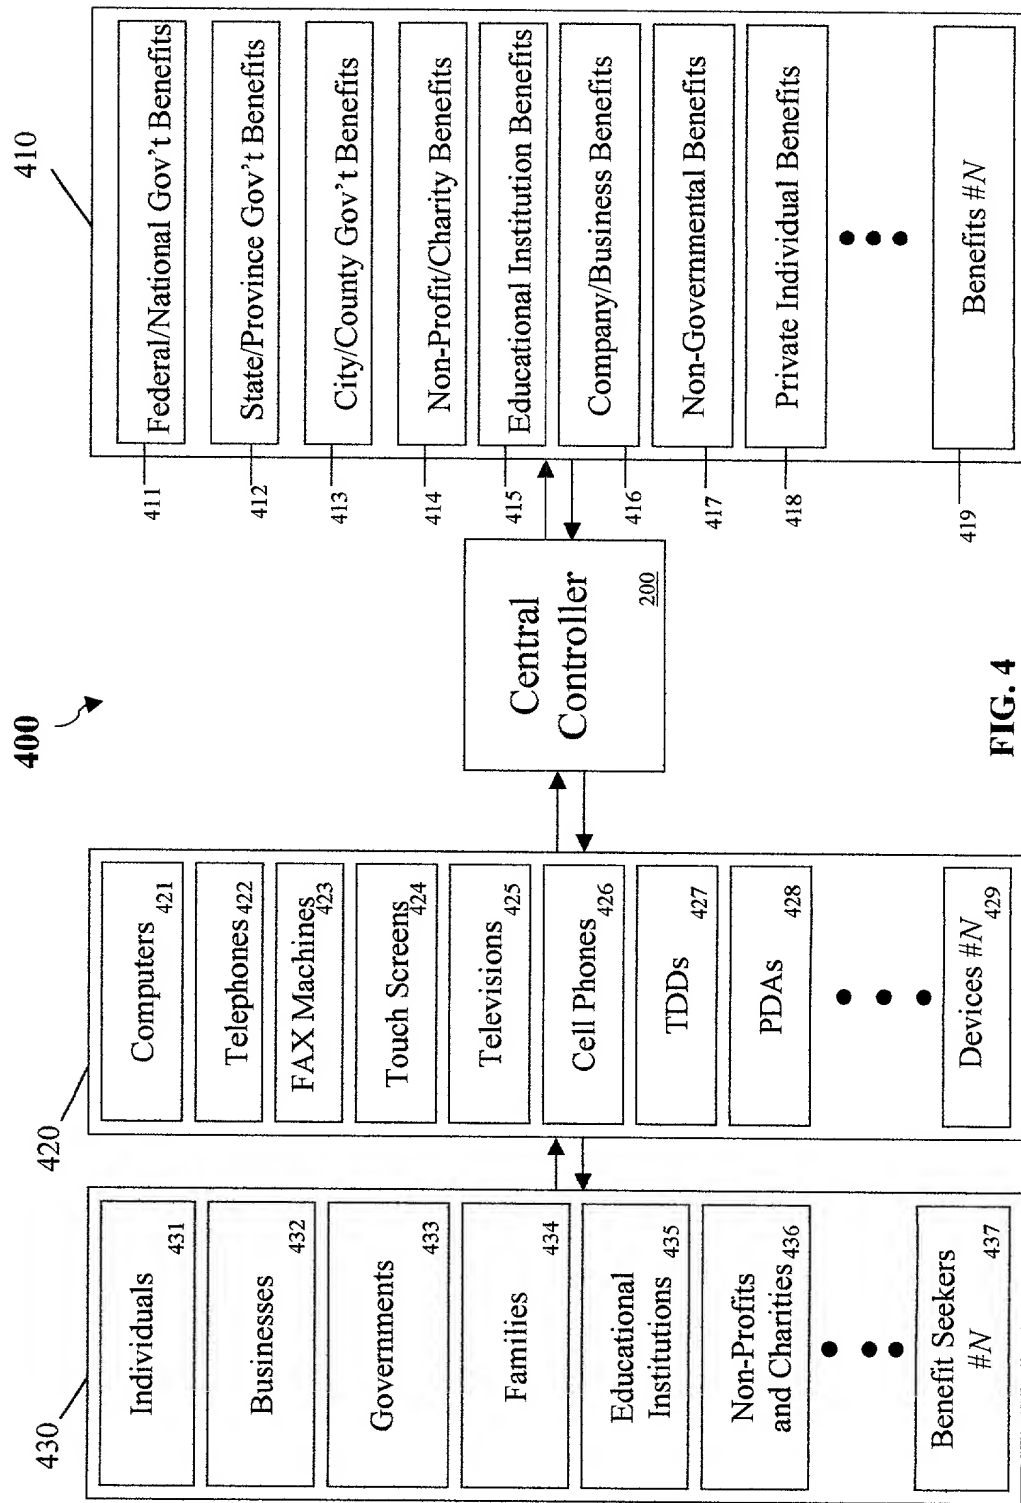 400
430
Individuals
431
Businesses
432
Governments
433
Families
434
Educational
Institutions
435
Non-Profits
and Charities
436
Benefit Seekers
#N
437
420
Computers
421
Telephones
422
FAX Machines
423
Touch Screens
424
Televisions
425
Cell Phones
426
TDDs
427
PDAs
428
Devices #N
429
Central
Controller
200
410
Federal/National Gov't Benefits
411
State/Province Gov't Benefits
412
City/County Gov't Benefits
413
Non-Profit/Charity Benefits
414
Educational Institution Benefits
415
Company/Business Benefits
416
Non-Governmental Benefits
417
Private Individual Benefits
418
Benefits #N
419
FIG. 4